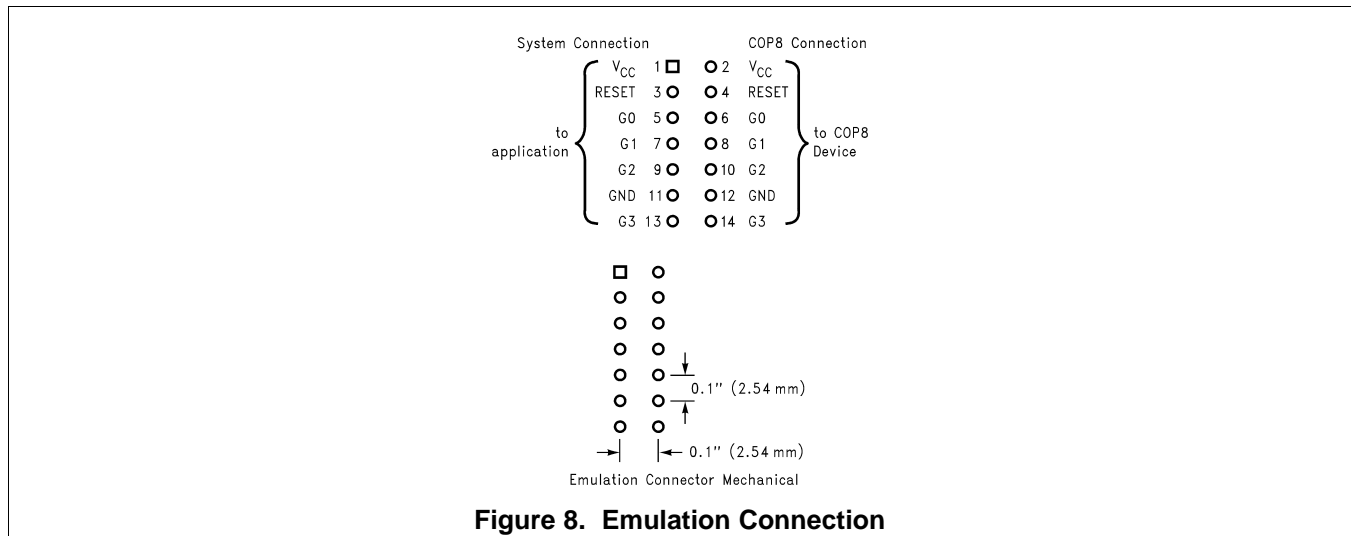 System Connection COP8 Connection
VCC 1 2 VCC
RESET 3 4 RESET
G0 5 6 G0
to
application
G1 7 8 G1
to COP8
Device
G2 9 10 G2
GND 11 12 GND
G3 13 14 G3
0.1" (2.54 mm)
0.1" (2.54 mm)
Emulation Connector Mechanical
Figure 8. Emulation Connection